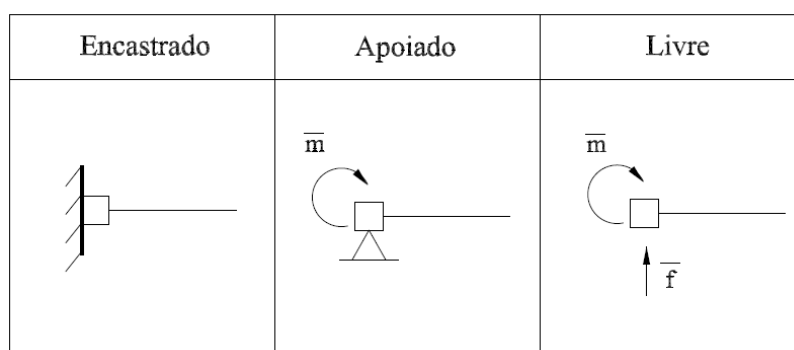 Encastrado
Apoiado
Livre
m̅
m̅
f̅